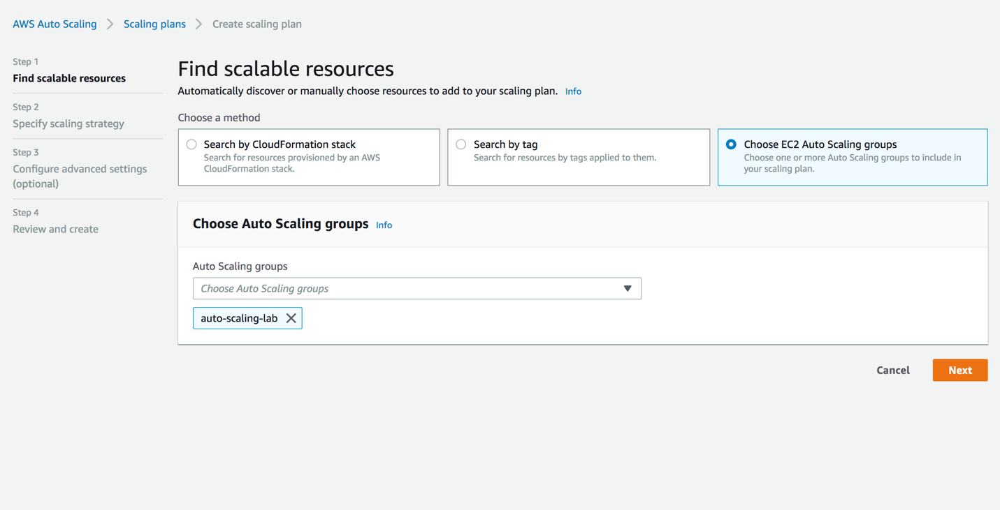 AWS Auto Scaling > Scaling plans > Create scaling plan
Step 1
Find scalable resources
Step 2
Specify scaling strategy
Step 3
Configure advanced settings
(optional)
Step 4
Review and create
Find scalable resources
Automatically discover or manually choose resources to add to your scaling plan. Info
Choose a method
Search by CloudFormation stack
Search for resources provisioned by an AWS
CloudFormation stack.
Search by tag
Search for resources by tags applied to them.
Choose EC2 Auto Scaling groups
Choose one or more Auto Scaling groups to include in
your scaling plan.
Choose Auto Scaling groups Info
Auto Scaling groups
Choose Auto Scaling groups
auto-scaling-lab
Cancel
Next